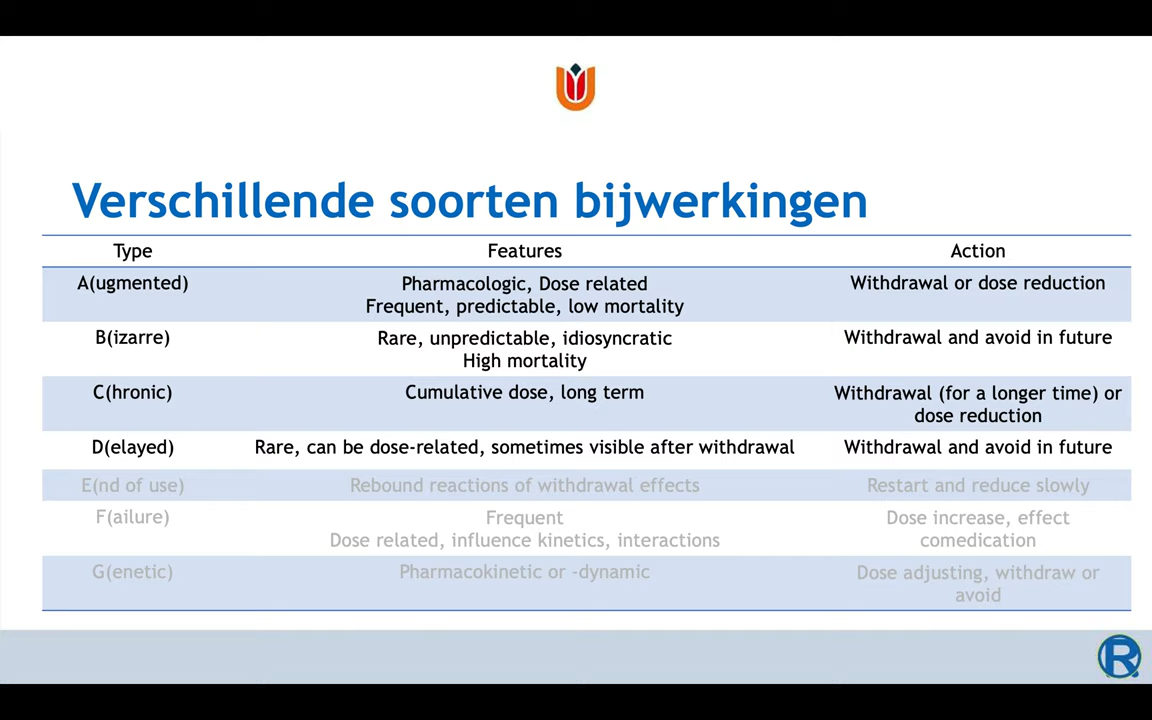 Verschillende soorten bijwerkingen
Type Features Action
A(ugmented) Pharmacologic, Dose related Withdrawal or dose reduction
Frequent, predictable, low mortality
B(izarre) Rare, unpredictable, idiosyncratic Withdrawal and avoid in future
High mortality
C(hronic) Cumulative dose, long term Withdrawal (for a longer time) or
dose reduction
D(elayed) Rare, can be dose-related, sometimes visible after withdrawal Withdrawal and avoid in future
E(nd of use) Rebound reactions of withdrawal effects Restart and reduce slowly
F(ailure) Frequent Dose increase, effect
Dose related, influence kinetics, interactions comedication
G(enetic) Pharmacokinetic or -dynamic Dose adjusting, withdraw or
avoid
R